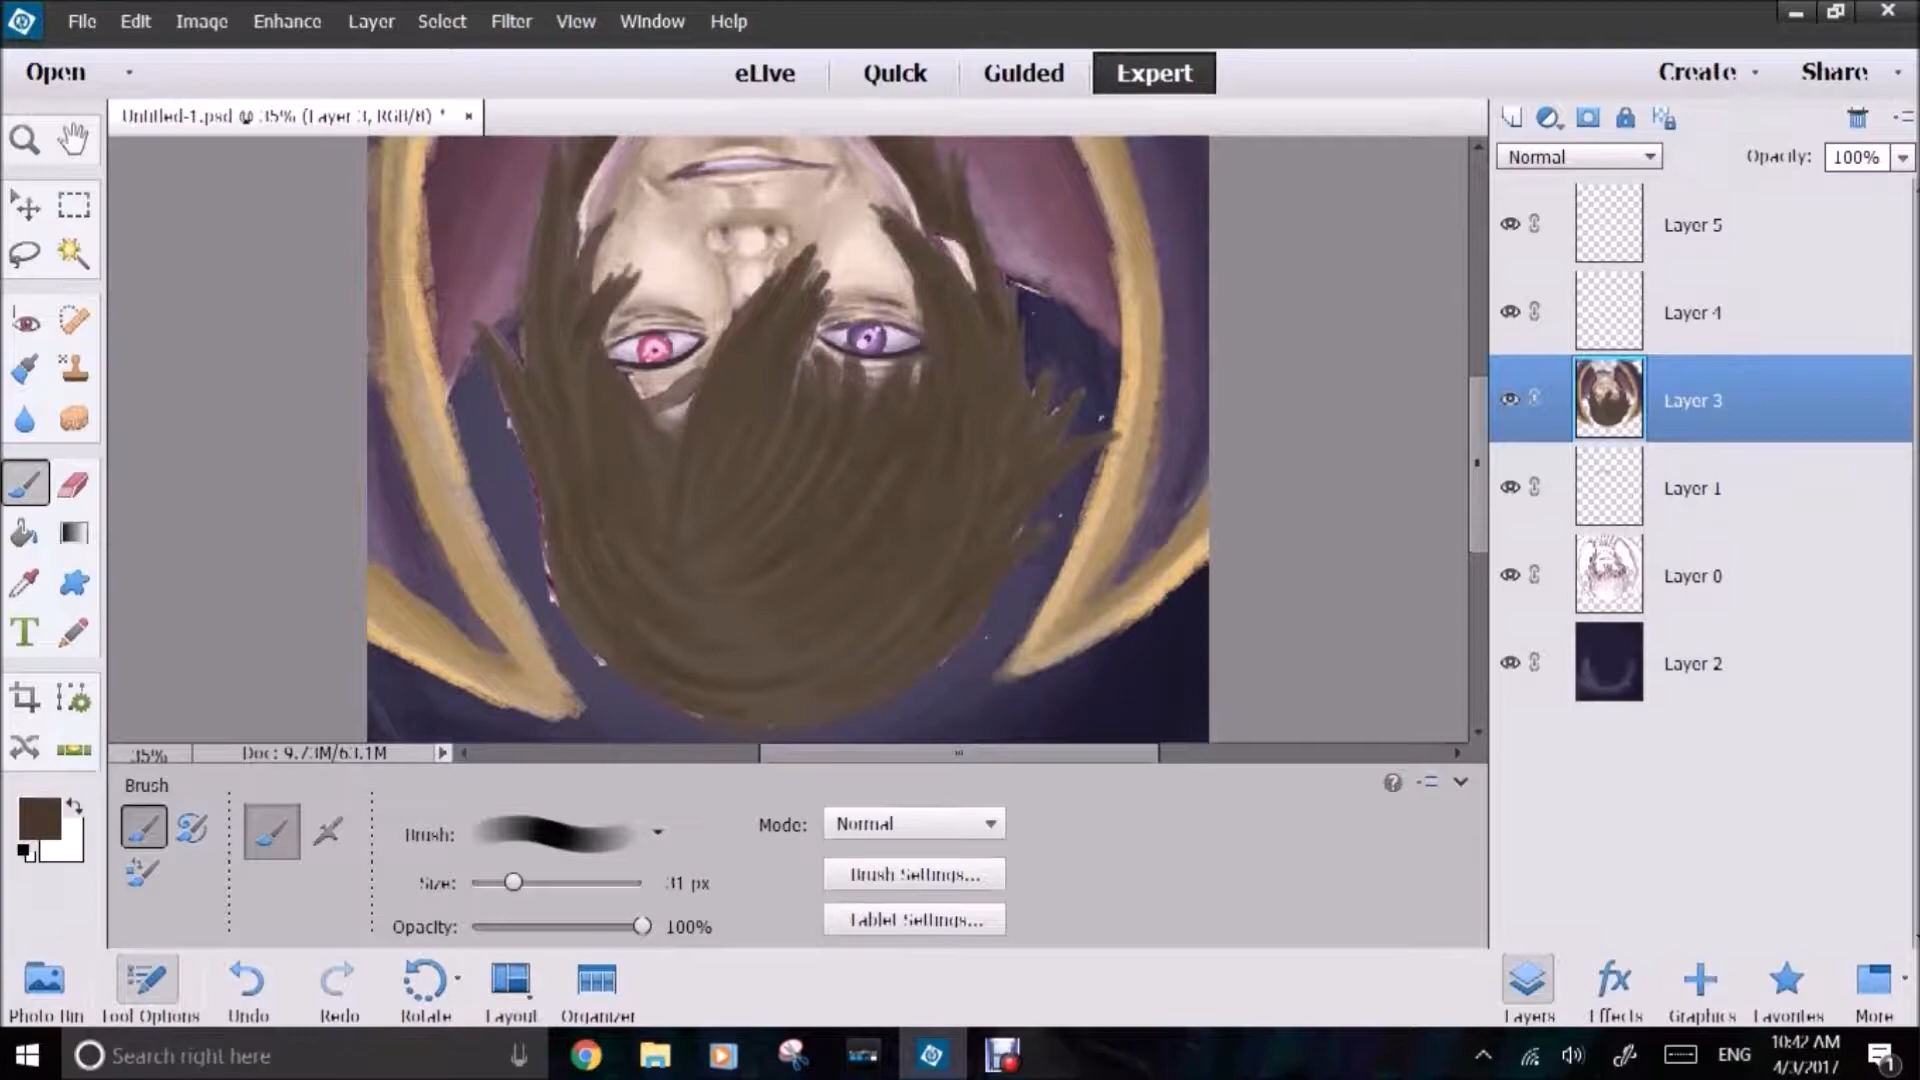 File Edit Image Enhance Layer Select Filter View Window Help
Open eLive Quick Guided Expert Create Share
Untitled-1.psd @ 35% (Layer 3, RGB/8) * ×
Normal Opacity: 100%
Layer 5
Layer 4
Layer 3
Layer 1
Layer 0
Layer 2
35% Doc: 9.73M/63.1M
Brush
Brush: Mode: Normal
Size: 31 px Brush Settings...
Opacity: 100% Tablet Settings...
Photo Bin Tool Options Undo Redo Rotate Layout Organizer Layers Effects Graphics Favorites More
Search right here ENG 10:42 AM
4/3/2017 1